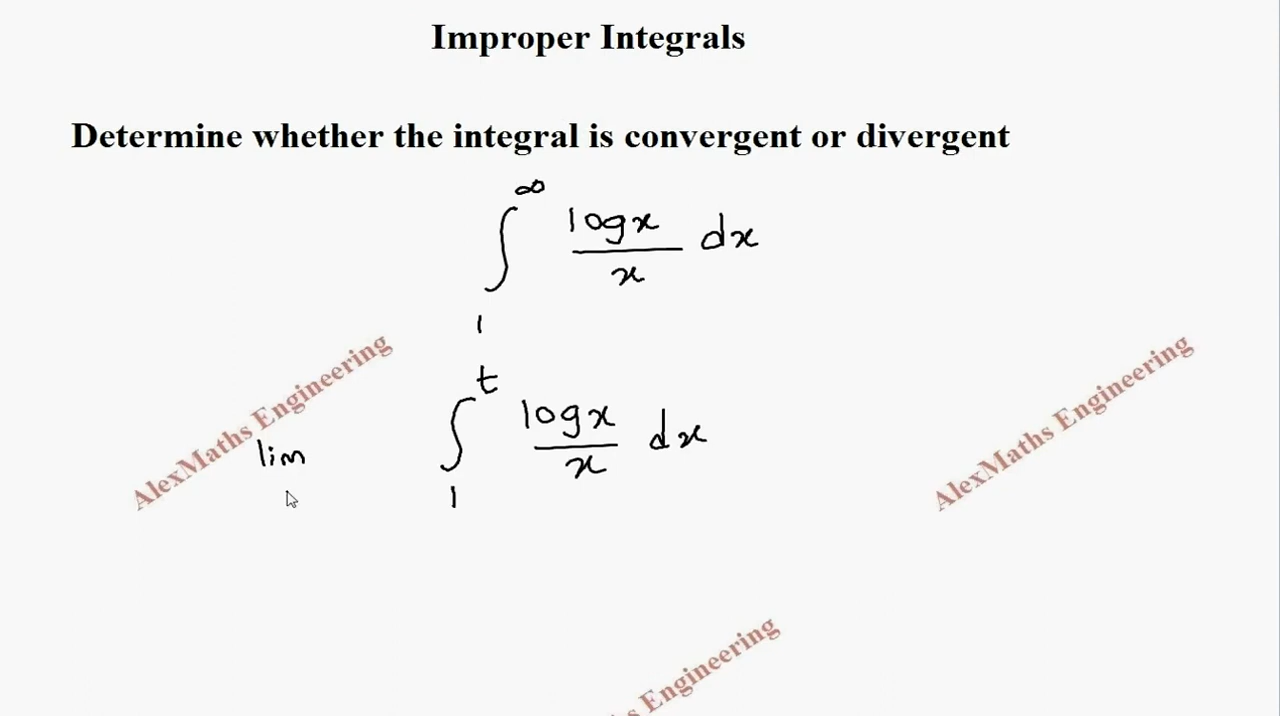 Improper Integrals
Determine whether the integral is convergent or divergent
∫₁^∞ log x / x dx
lim ∫₁^t log x / x dx
AlexMaths Engineering
AlexMaths Engineering
s Engineering